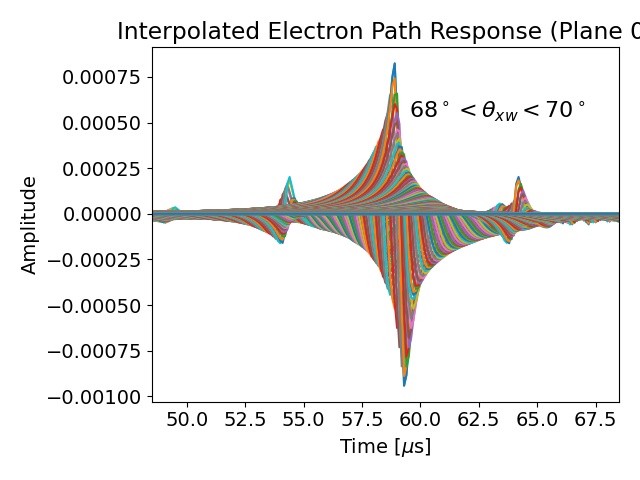 Interpolated Electron Path Response (Plane 0
0.00075
0.00050
0.00025
0.00000
−0.00025
−0.00050
−0.00075
−0.00100
Amplitude
68° < θxw < 70°
50.0 52.5 55.0 57.5 60.0 62.5 65.0 67.5
Time [μs]